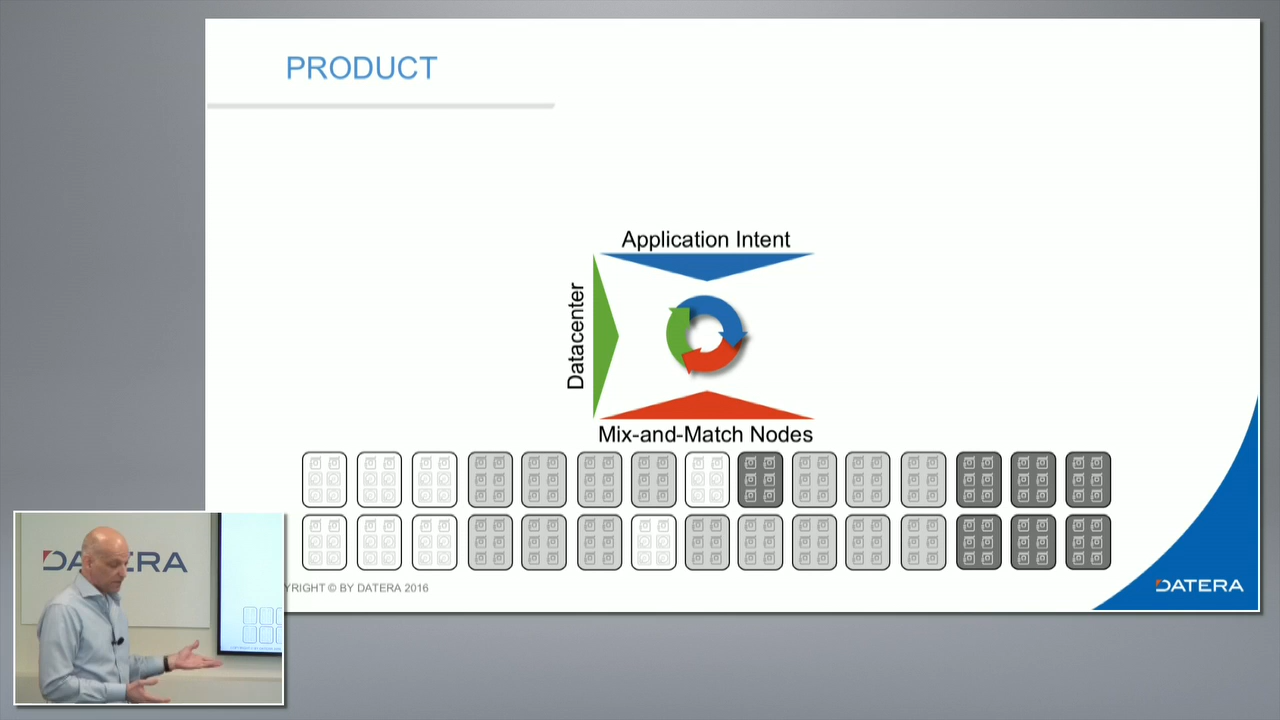 PRODUCT
Application Intent
Datacenter
Mix-and-Match Nodes
YRIGHT © BY DATERA 2016
DATERA
DATERA